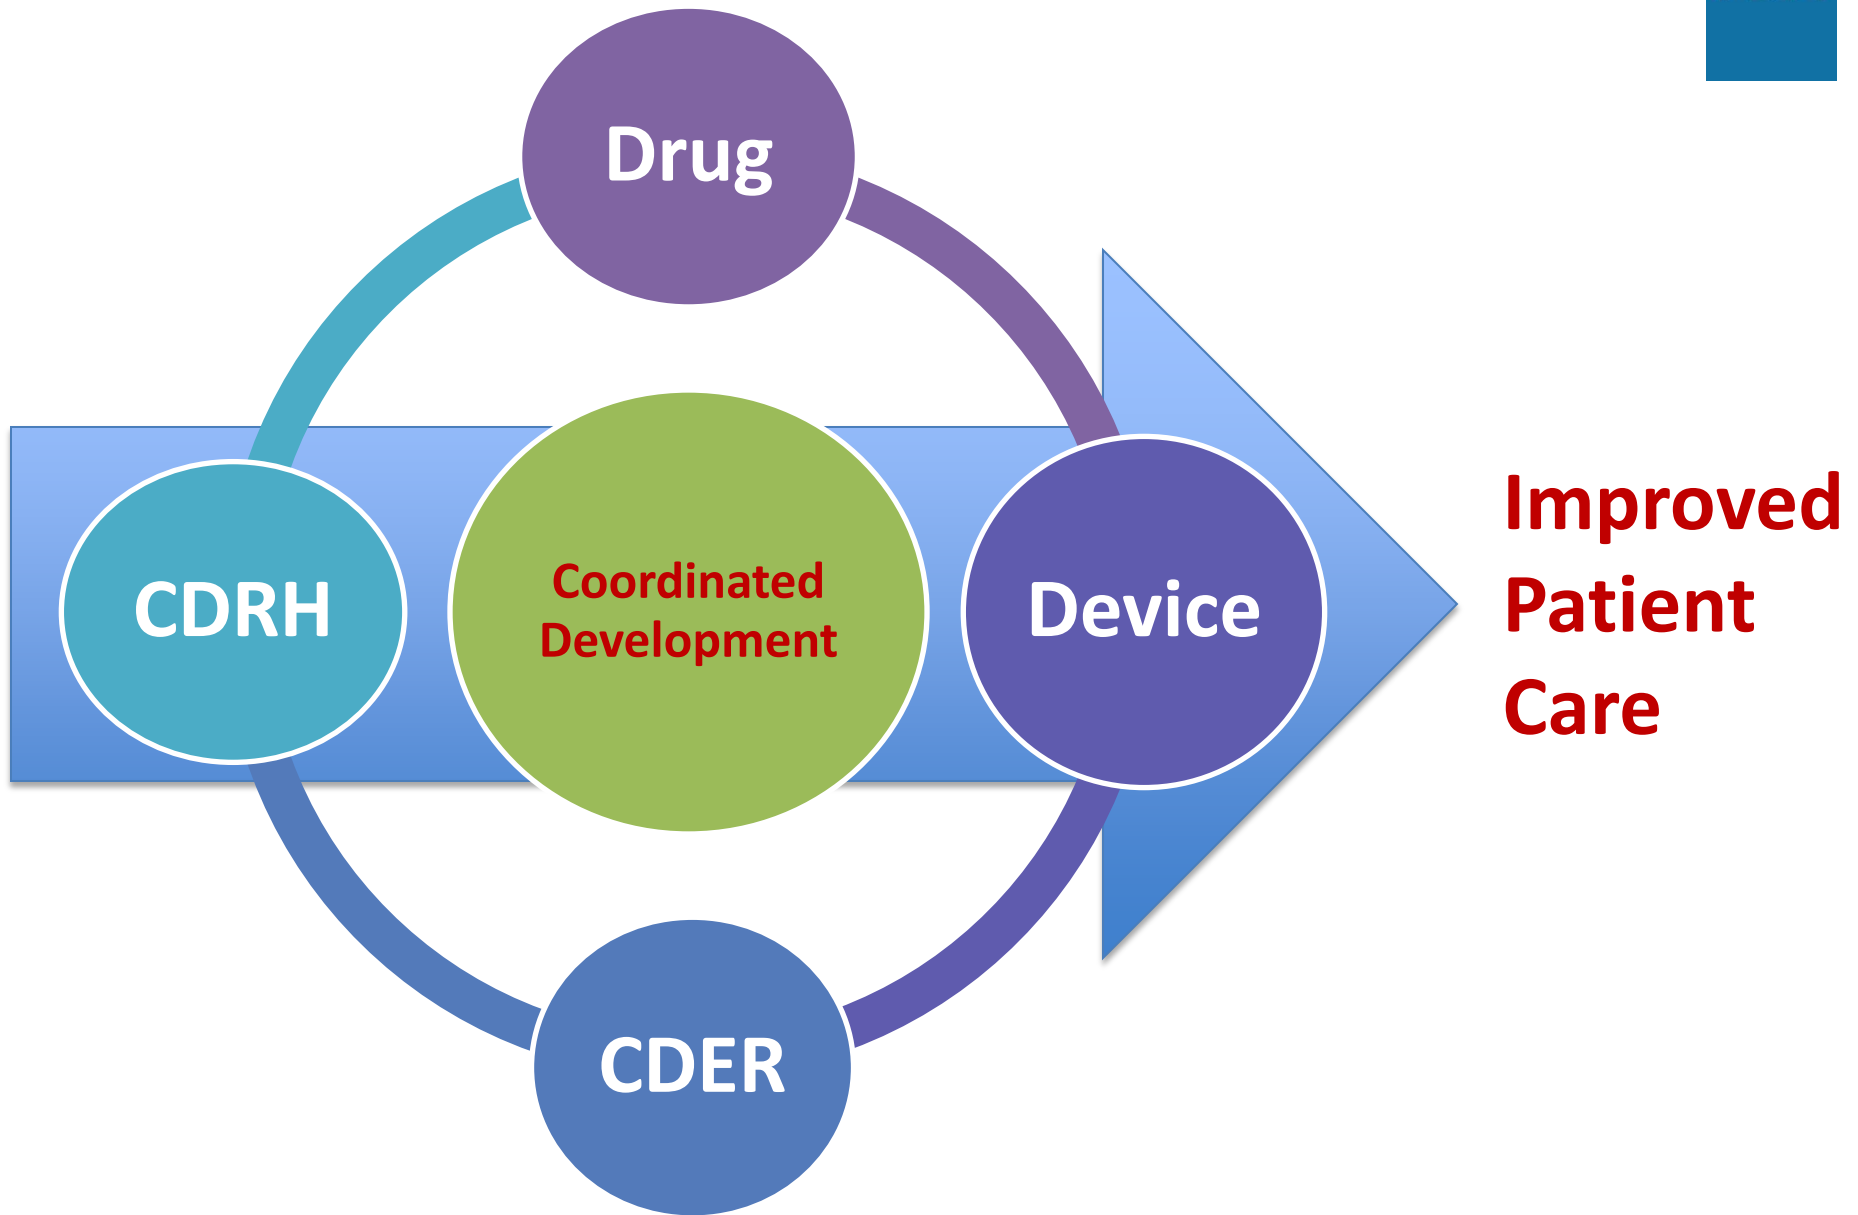 Drug
CDRH
Coordinated
Development
Device
CDER
Improved
Patient
Care